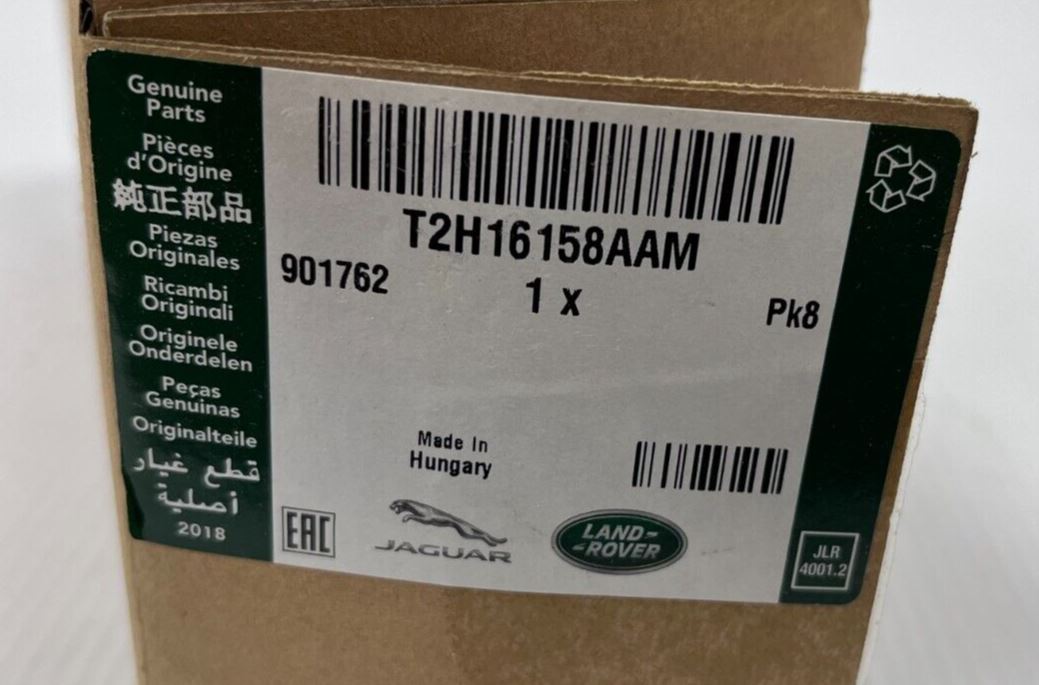 Genuine
Parts
Pièces
d'Origine
純正部品
Piezas
Originales
Ricambi
Originali
Originele
Onderdelen
Peças
Genuinas
Originalteile
قطع غيار
أصلية
2018
T2H16158AAM
901762
1 x
Pk8
Made In
Hungary
EAC
JAGUAR
LAND-
-ROVER
JLR
4001.2